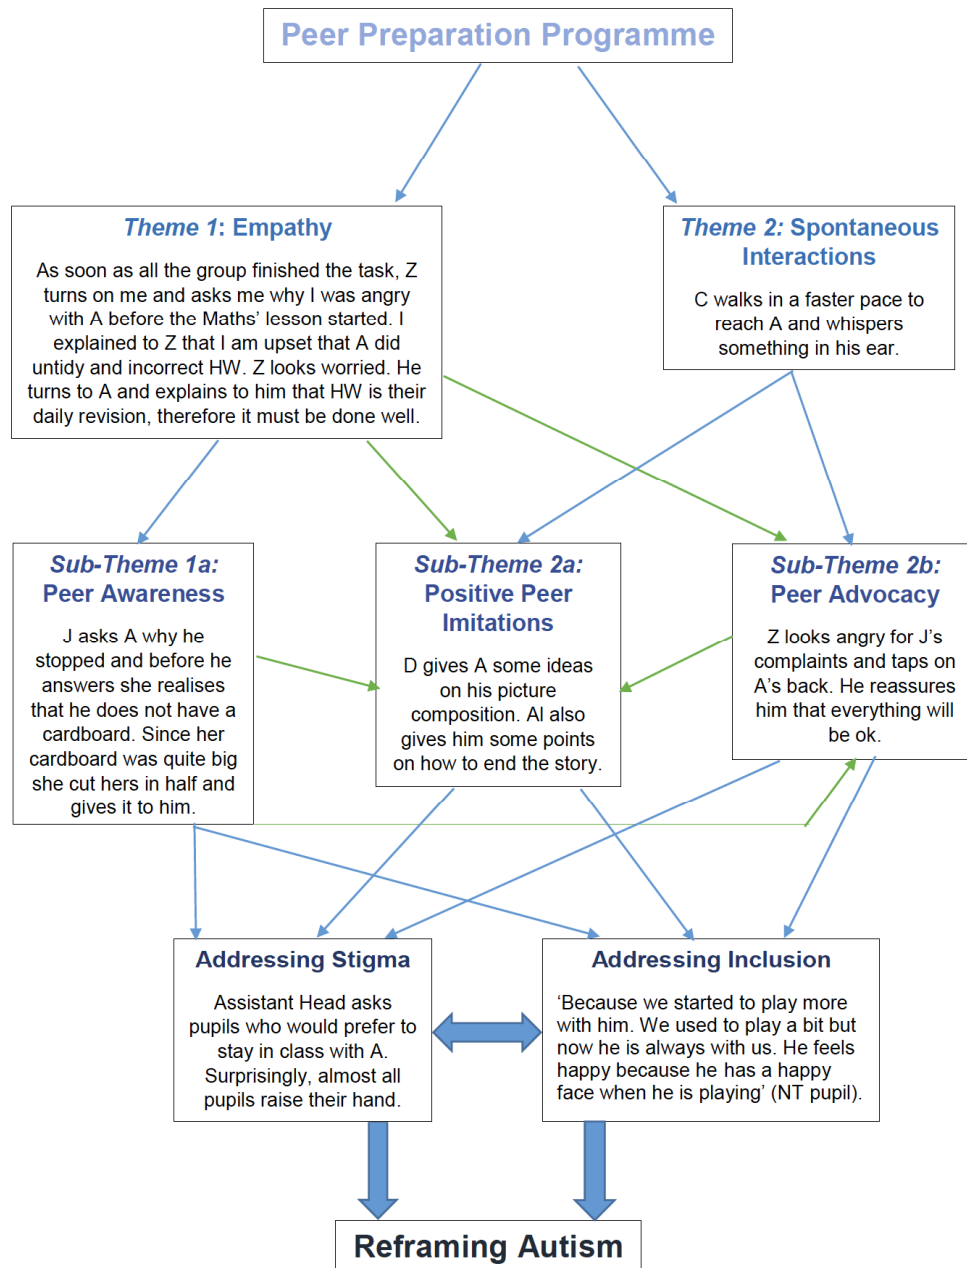 Peer Preparation Programme
Theme 1: Empathy
As soon as all the group finished the task, Z
turns on me and asks me why I was angry
with A before the Maths’ lesson started. I
explained to Z that I am upset that A did
untidy and incorrect HW. Z looks worried. He
turns to A and explains to him that HW is their
daily revision, therefore it must be done well.
Theme 2: Spontaneous
Interactions
C walks in a faster pace to
reach A and whispers
something in his ear.
Sub-Theme 1a:
Peer Awareness
J asks A why he
stopped and before he
answers she realises
that he does not have a
cardboard. Since her
cardboard was quite big
she cut hers in half and
gives it to him.
Sub-Theme 2a:
Positive Peer
Imitations
D gives A some ideas
on his picture
composition. Al also
gives him some points
on how to end the story.
Sub-Theme 2b:
Peer Advocacy
Z looks angry for J’s
complaints and taps on
A’s back. He reassures
him that everything will
be ok.
Addressing Stigma
Assistant Head asks
pupils who would prefer to
stay in class with A.
Surprisingly, almost all
pupils raise their hand.
Addressing Inclusion
‘Because we started to play more
with him. We used to play a bit but
now he is always with us. He feels
happy because he has a happy
face when he is playing’ (NT pupil).
Reframing Autism